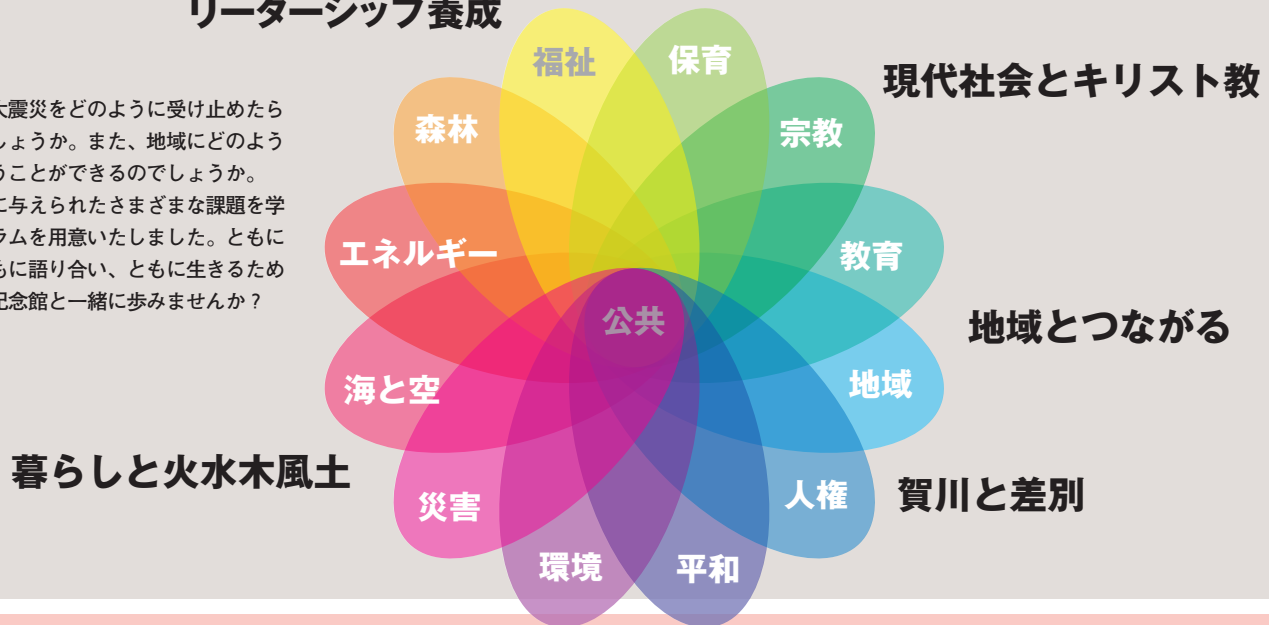 リーダーシップ養成
大震災をどのように受け止めたら
しょうか。また、地域にどのよう
うことができるのでしょうか。
に与えられたさまざまな課題を学
ラムを用意いたしました。ともに
もに語り合い、ともに生きるため
記念館と一緒に歩みませんか？
福祉
保育
現代社会とキリスト教
森林
宗教
エネルギー
教育
公共
地域とつながる
海と空
地域
暮らしと火水木風土
災害
人権
賀川と差別
環境
平和